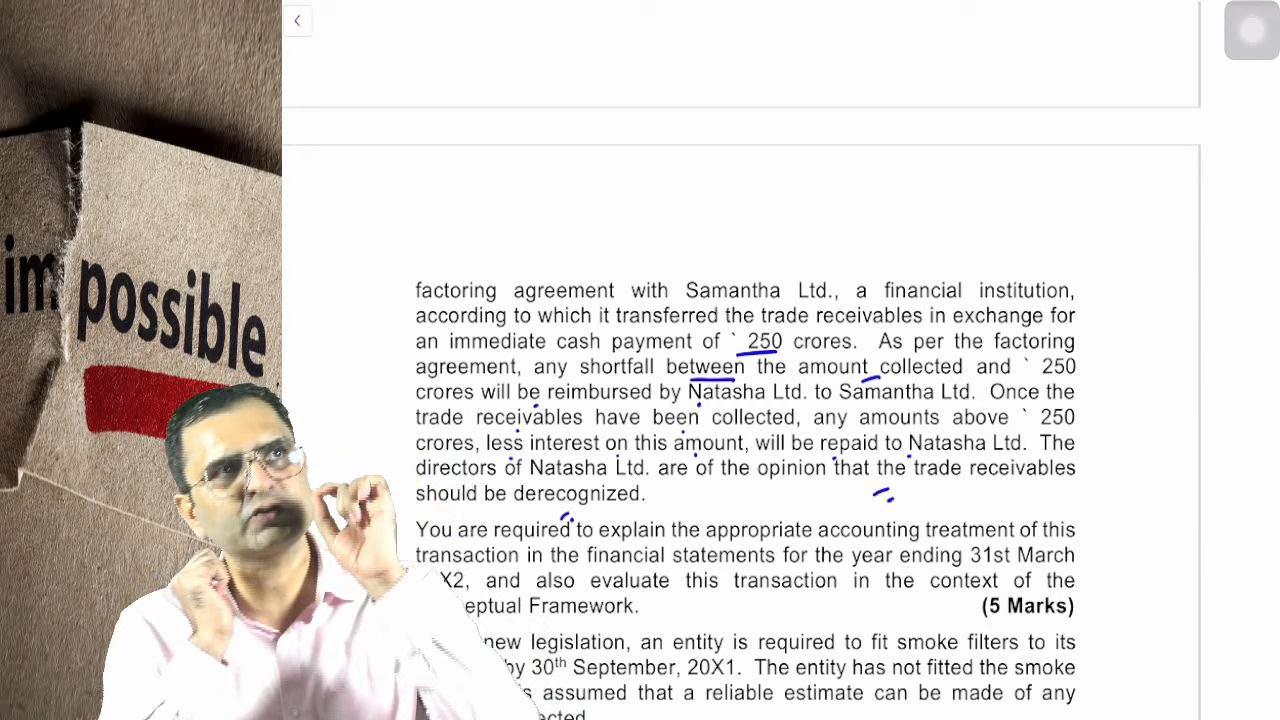 im possible
factoring agreement with Samantha Ltd., a financial institution,
according to which it transferred the trade receivables in exchange for
an immediate cash payment of ` 250 crores. As per the factoring
agreement, any shortfall between the amount collected and ` 250
crores will be reimbursed by Natasha Ltd. to Samantha Ltd. Once the
trade receivables have been collected, any amounts above ` 250
crores, less interest on this amount, will be repaid to Natasha Ltd. The
directors of Natasha Ltd. are of the opinion that the trade receivables
should be derecognized.
You are required to explain the appropriate accounting treatment of this
transaction in the financial statements for the year ending 31st March
X2, and also evaluate this transaction in the context of the
eptual Framework. (5 Marks)
new legislation, an entity is required to fit smoke filters to its
by 30th September, 20X1. The entity has not fitted the smoke
s assumed that a reliable estimate can be made of any